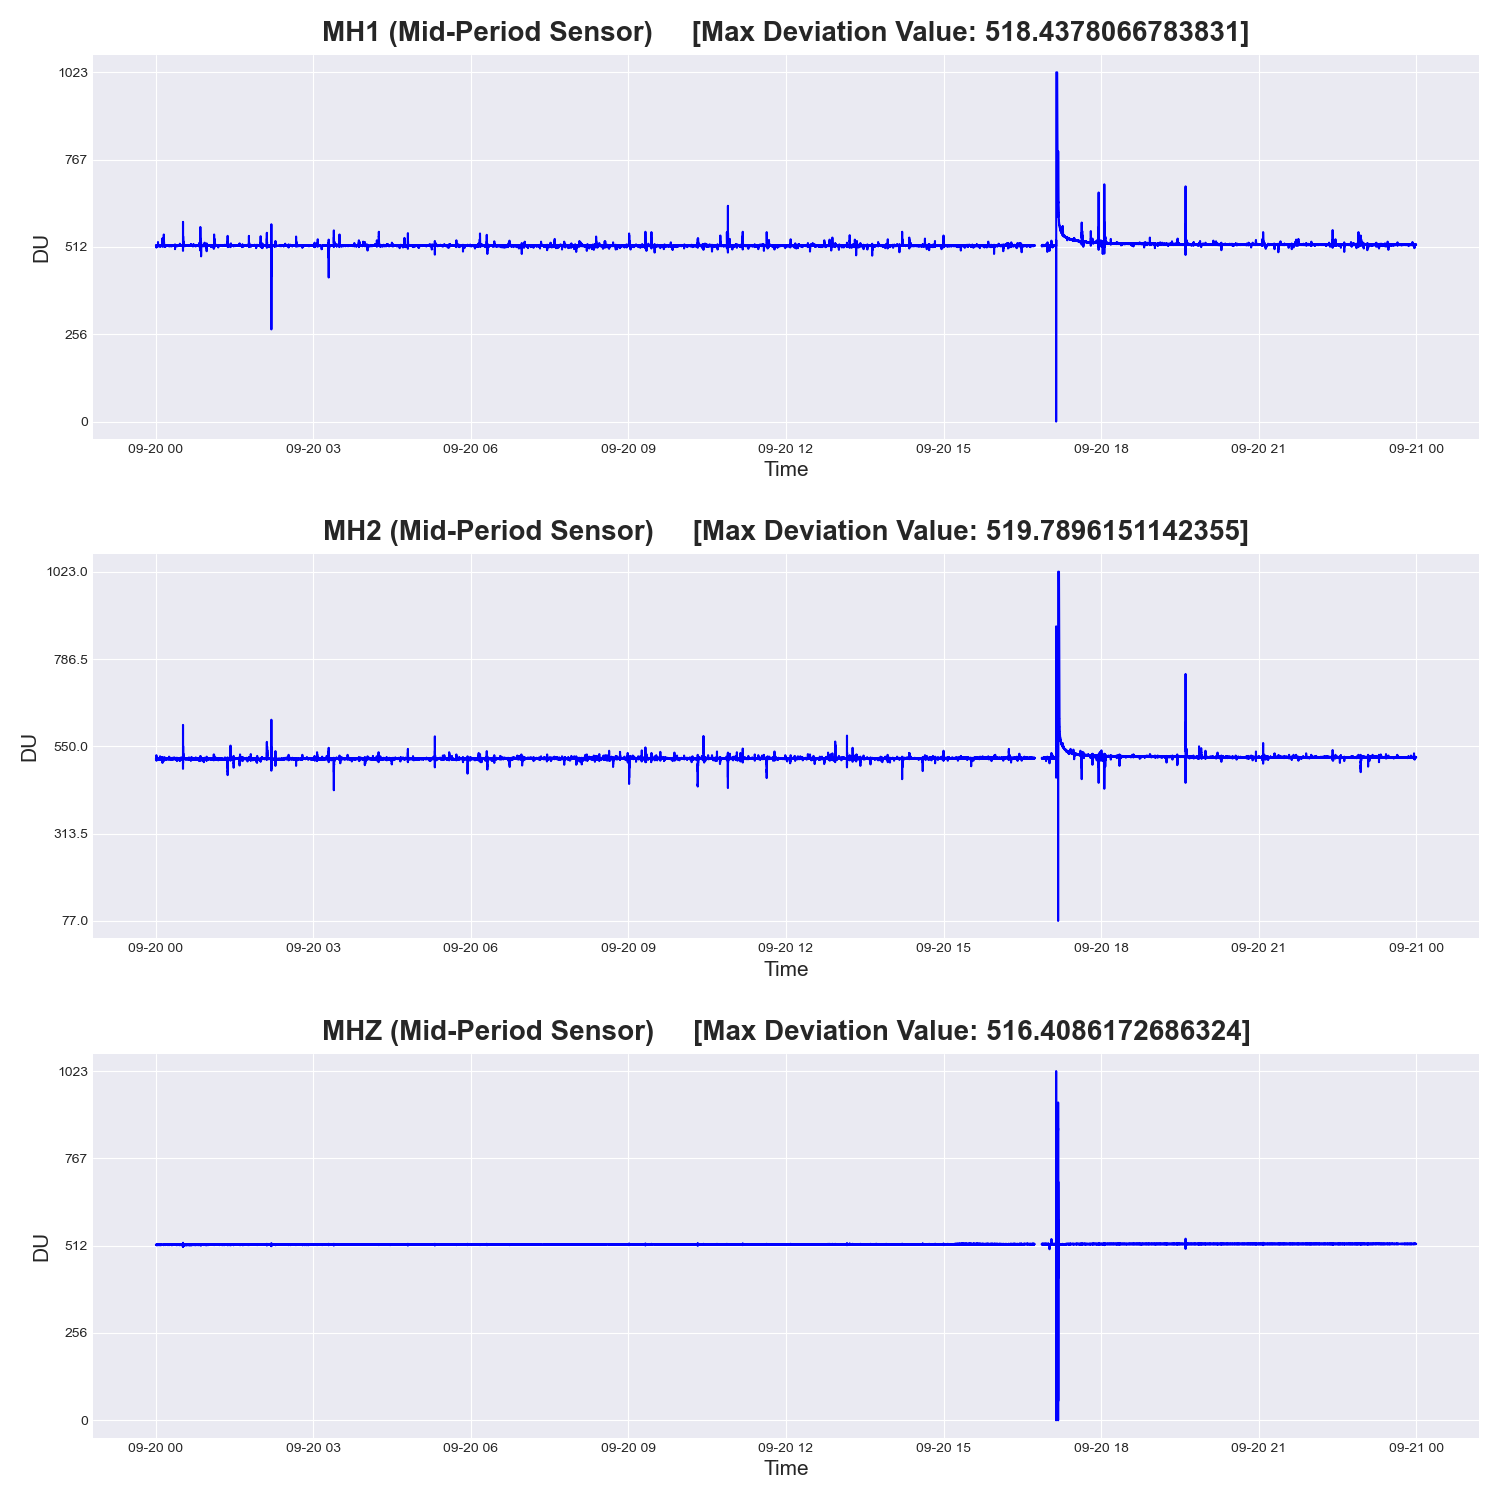 MH1 (Mid-Period Sensor) [Max Deviation Value: 518.4378066783831]
1023
767
512
256
0
DU
09-20 00 09-20 03 09-20 06 09-20 09 09-20 12 09-20 15 09-20 18 09-20 21 09-21 00
Time
MH2 (Mid-Period Sensor) [Max Deviation Value: 519.7896151142355]
1023.0
786.5
550.0
313.5
77.0
DU
09-20 00 09-20 03 09-20 06 09-20 09 09-20 12 09-20 15 09-20 18 09-20 21 09-21 00
Time
MHZ (Mid-Period Sensor) [Max Deviation Value: 516.4086172686324]
1023
767
512
256
0
DU
09-20 00 09-20 03 09-20 06 09-20 09 09-20 12 09-20 15 09-20 18 09-20 21 09-21 00
Time